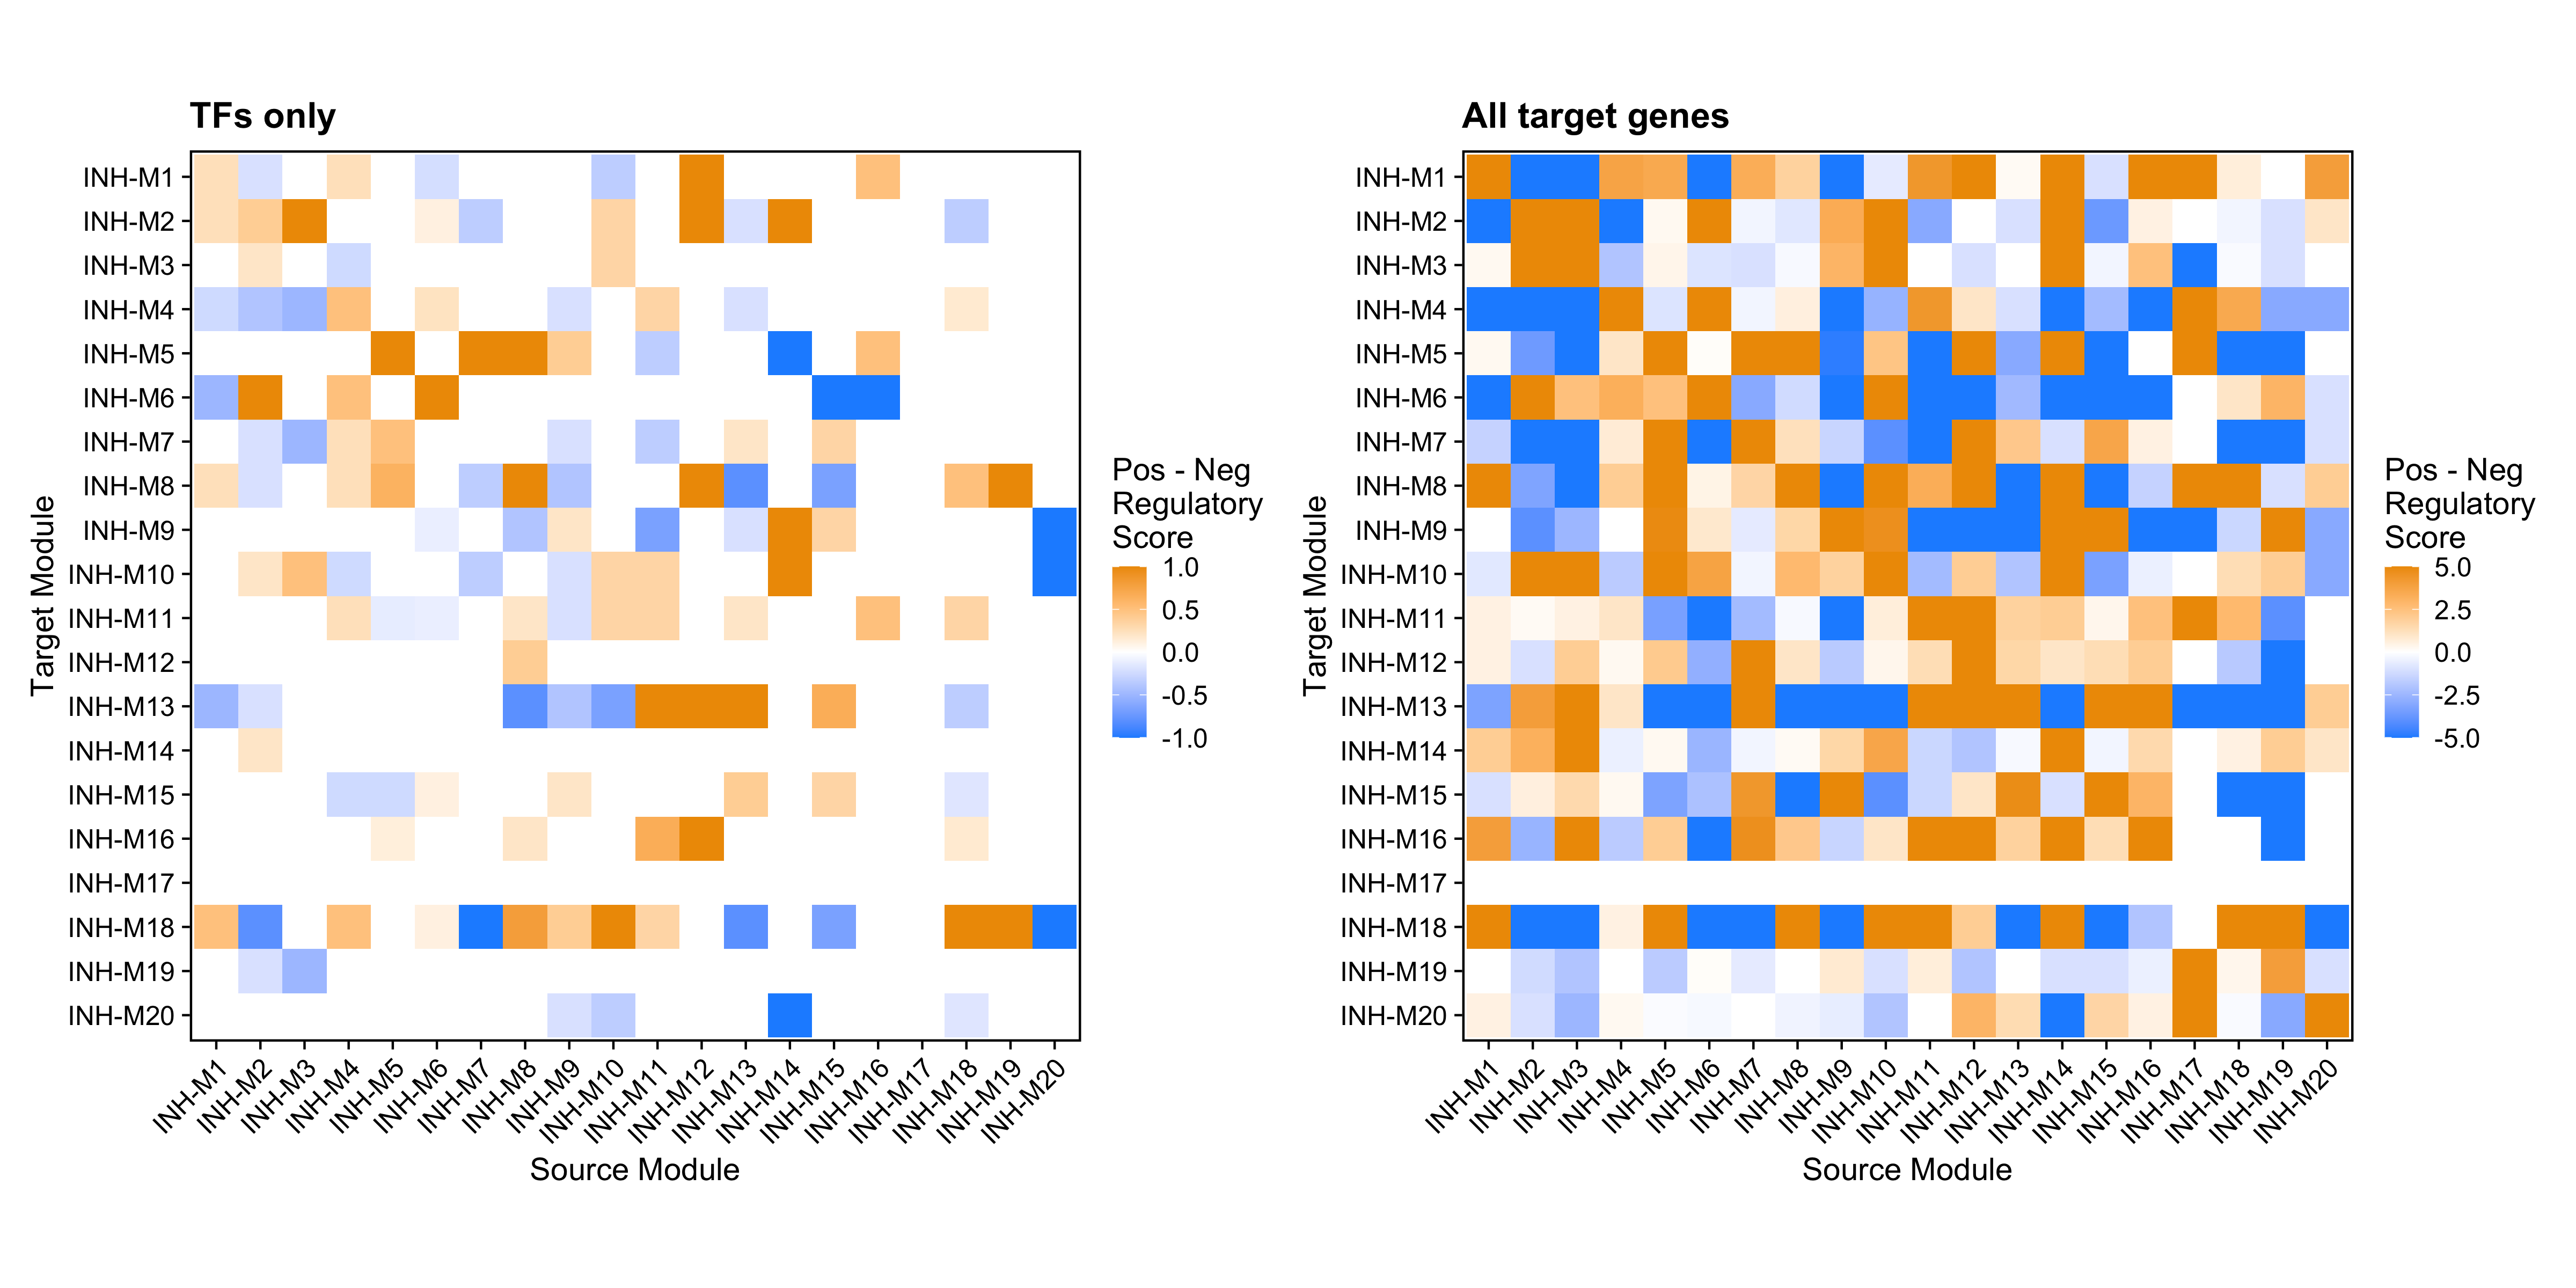 TFs only
INH-M1
INH-M2
INH-M3
INH-M4
INH-M5
INH-M6
INH-M7
INH-M8
INH-M9
INH-M10
INH-M11
INH-M12
INH-M13
INH-M14
INH-M15
INH-M16
INH-M17
INH-M18
INH-M19
INH-M20
Target Module
INH-M1
INH-M2
INH-M3
INH-M4
INH-M5
INH-M6
INH-M7
INH-M8
INH-M9
INH-M10
INH-M11
INH-M12
INH-M13
INH-M14
INH-M15
INH-M16
INH-M17
INH-M18
INH-M19
INH-M20
Source Module
Pos - Neg
Regulatory
Score
1.0
0.5
0.0
-0.5
-1.0
All target genes
INH-M1
INH-M2
INH-M3
INH-M4
INH-M5
INH-M6
INH-M7
INH-M8
INH-M9
INH-M10
INH-M11
INH-M12
INH-M13
INH-M14
INH-M15
INH-M16
INH-M17
INH-M18
INH-M19
INH-M20
Target Module
INH-M1
INH-M2
INH-M3
INH-M4
INH-M5
INH-M6
INH-M7
INH-M8
INH-M9
INH-M10
INH-M11
INH-M12
INH-M13
INH-M14
INH-M15
INH-M16
INH-M17
INH-M18
INH-M19
INH-M20
Source Module
Pos - Neg
Regulatory
Score
5.0
2.5
0.0
-2.5
-5.0